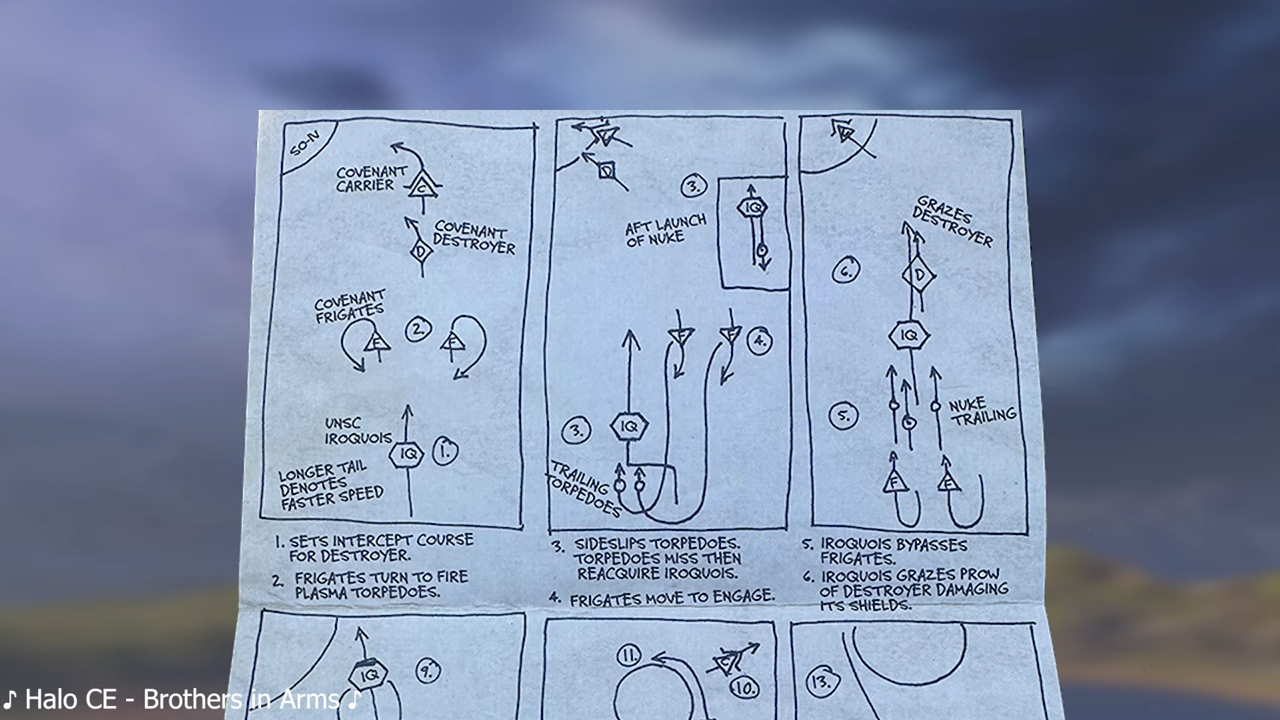 SO-N
COVENANT
CARRIER
C
COVENANT
DESTROYER
D
COVENANT
FRIGATES
2.
F
F
UNSC
IROQUOIS
IQ
1.
LONGER TAIL
DENOTES
FASTER SPEED
1. SETS INTERCEPT COURSE
FOR DESTROYER.
2. FRIGATES TURN TO FIRE
PLASMA TORPEDOES.
D
3.
IQ
AFT LAUNCH
OF NUKE
F
F
4.
3.
IQ
TRAILING
TORPEDOES
3. SIDESLIPS TORPEDOES.
TORPEDOES MISS THEN
REACQUIRE IROQUOIS.
4. FRIGATES MOVE TO ENGAGE.
GRAZES
DESTROYER
6.
D
IQ
5.
NUKE
TRAILING
F
F
5. IROQUOIS BYPASSES
FRIGATES.
6. IROQUOIS GRAZES PROW
OF DESTROYER DAMAGING
ITS SHIELDS.
IQ
9.
11.
10.
13.
♪ Halo CE - Brothers in Arms ♪